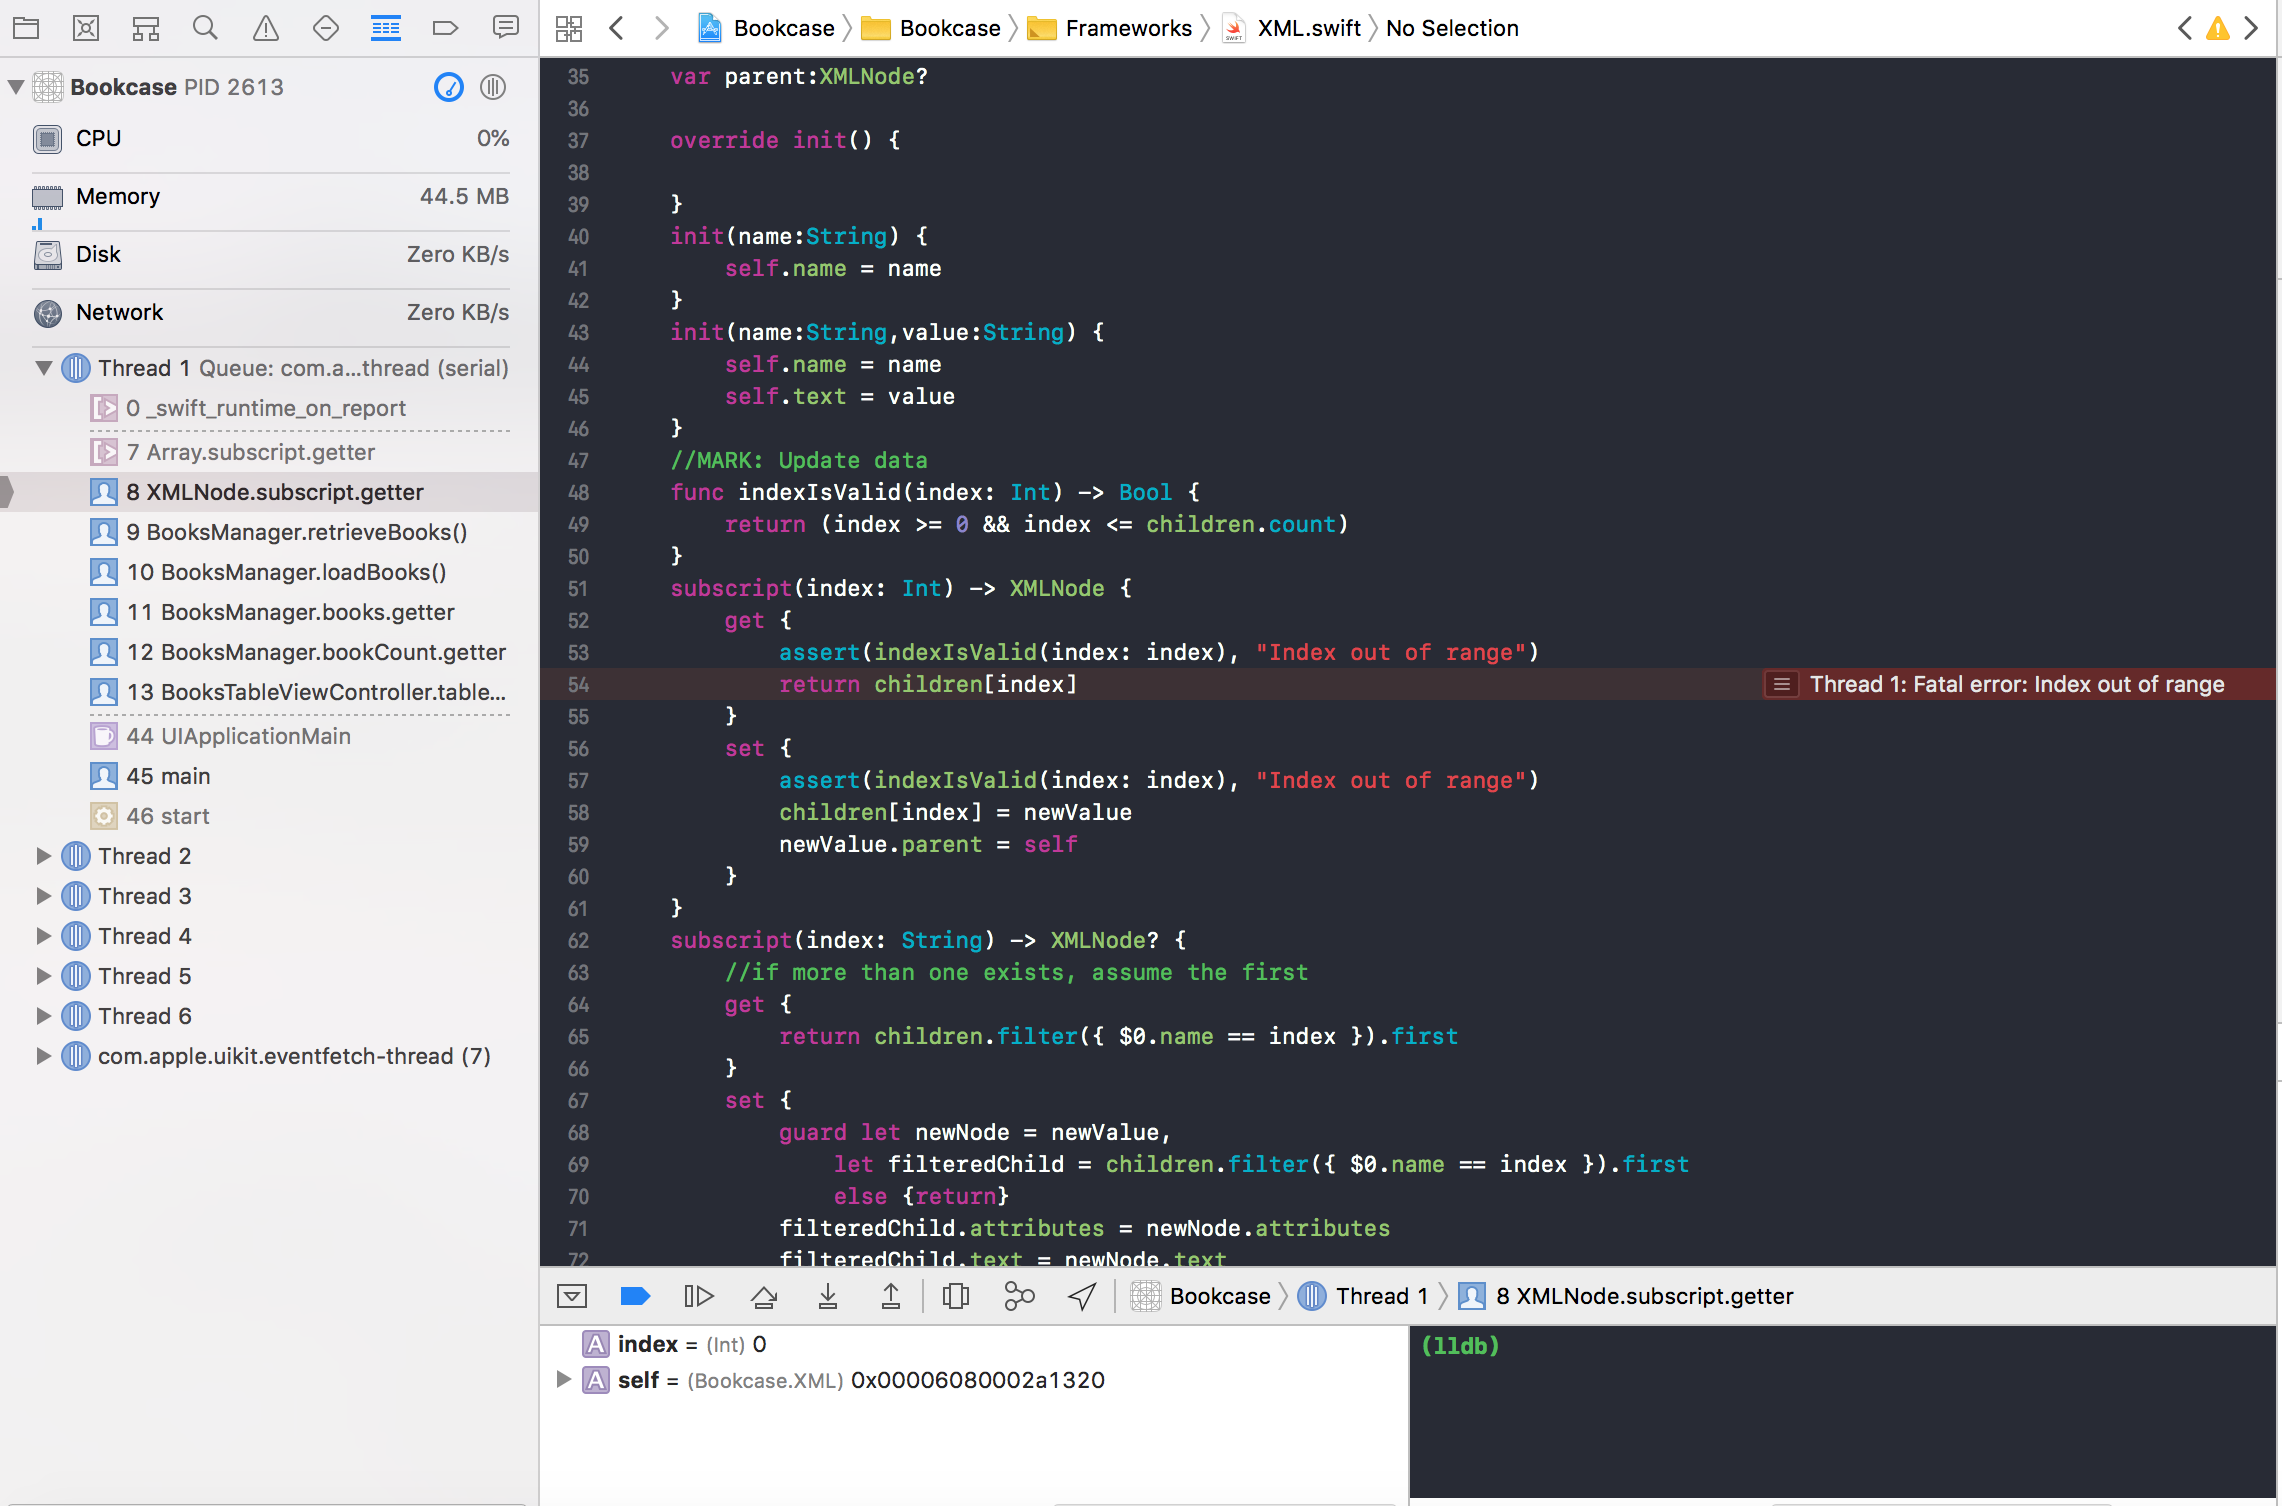 Bookcase Bookcase Frameworks XML.swift No Selection
Bookcase PID 2613
CPU 0%
Memory 44.5 MB
Disk Zero KB/s
Network Zero KB/s
Thread 1 Queue: com.a...thread (serial)
0 _swift_runtime_on_report
7 Array.subscript.getter
8 XMLNode.subscript.getter
9 BooksManager.retrieveBooks()
10 BooksManager.loadBooks()
11 BooksManager.books.getter
12 BooksManager.bookCount.getter
13 BooksTableViewController.table...
44 UIApplicationMain
45 main
46 start
Thread 2
Thread 3
Thread 4
Thread 5
Thread 6
com.apple.uikit.eventfetch-thread (7)
35 var parent:XMLNode?
36
37 override init() {
38
39 }
40 init(name:String) {
41 self.name = name
42 }
43 init(name:String,value:String) {
44 self.name = name
45 self.text = value
46 }
47 //MARK: Update data
48 func indexIsValid(index: Int) -> Bool {
49 return (index >= 0 && index <= children.count)
50 }
51 subscript(index: Int) -> XMLNode {
52 get {
53 assert(indexIsValid(index: index), "Index out of range")
54 return children[index] Thread 1: Fatal error: Index out of range
55 }
56 set {
57 assert(indexIsValid(index: index), "Index out of range")
58 children[index] = newValue
59 newValue.parent = self
60 }
61 }
62 subscript(index: String) -> XMLNode? {
63 //if more than one exists, assume the first
64 get {
65 return children.filter({ $0.name == index }).first
66 }
67 set {
68 guard let newNode = newValue,
69 let filteredChild = children.filter({ $0.name == index }).first
70 else {return}
71 filteredChild.attributes = newNode.attributes
72 filteredChild.text = newNode.text
Bookcase Thread 1 8 XMLNode.subscript.getter
A index = (Int) 0
A self = (Bookcase.XML) 0x00006080002a1320
(lldb)